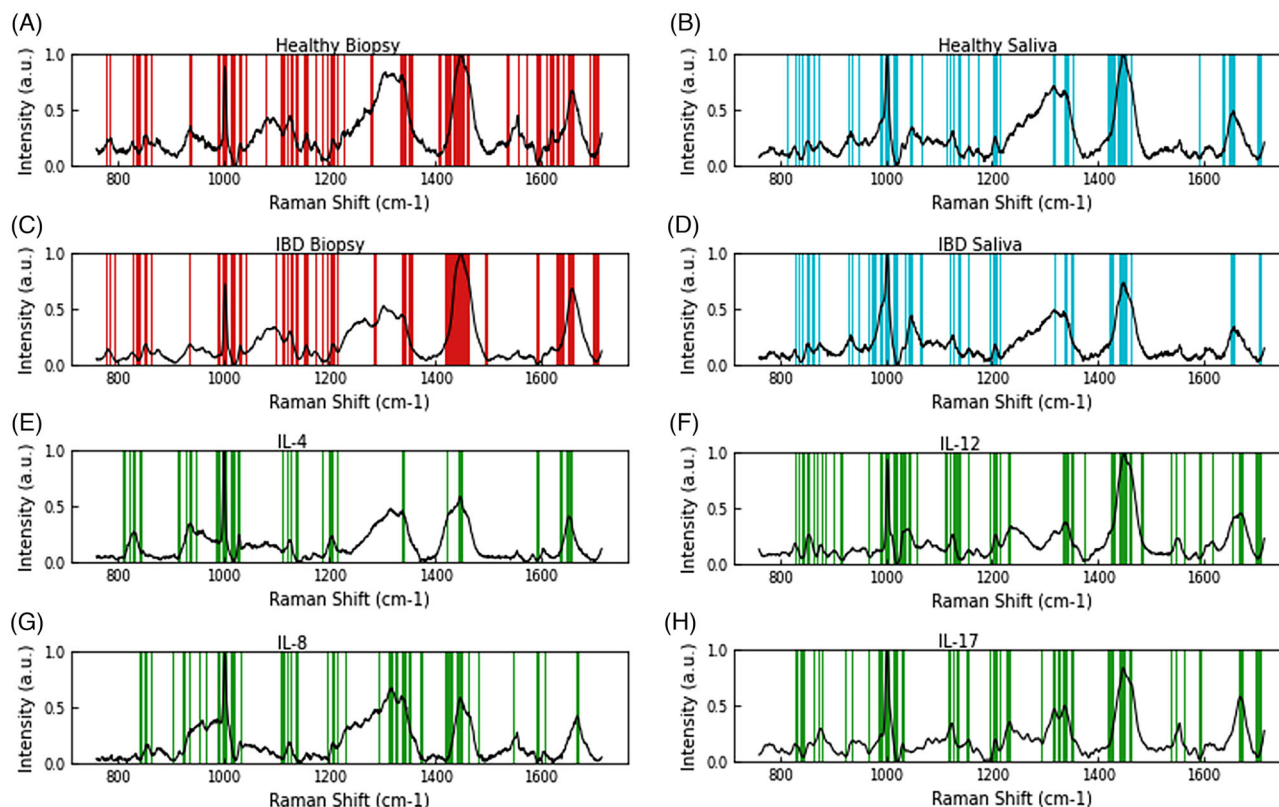 (A)
Healthy Biopsy
1.0
0.5
0.0
Intensity (a.u.)
800 1000 1200 1400 1600
Raman Shift (cm-1)
(B)
Healthy Saliva
1.0
0.5
0.0
Intensity (a.u.)
800 1000 1200 1400 1600
Raman Shift (cm-1)
(C)
IBD Biopsy
1.0
0.5
0.0
Intensity (a.u.)
800 1000 1200 1400 1600
Raman Shift (cm-1)
(D)
IBD Saliva
1.0
0.5
0.0
Intensity (a.u.)
800 1000 1200 1400 1600
Raman Shift (cm-1)
(E)
IL-4
1.0
0.5
0.0
Intensity (a.u.)
800 1000 1200 1400 1600
Raman Shift (cm-1)
(F)
IL-12
1.0
0.5
0.0
Intensity (a.u.)
800 1000 1200 1400 1600
Raman Shift (cm-1)
(G)
IL-8
1.0
0.5
0.0
Intensity (a.u.)
800 1000 1200 1400 1600
Raman Shift (cm-1)
(H)
IL-17
1.0
0.5
0.0
Intensity (a.u.)
800 1000 1200 1400 1600
Raman Shift (cm-1)